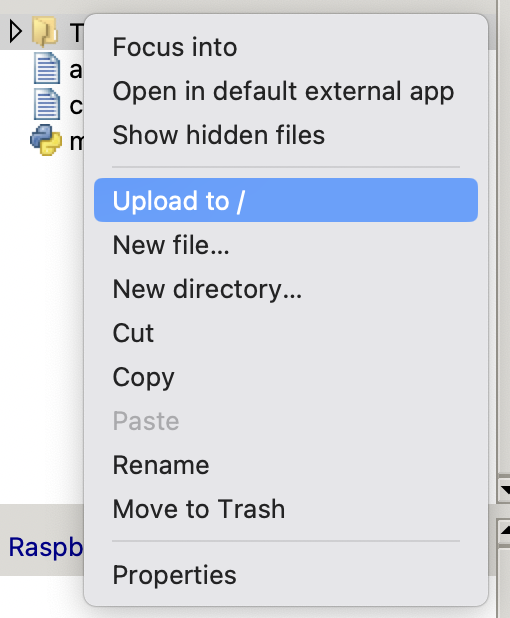 T
a
c
m
Focus into
Open in default external app
Show hidden files
Upload to /
New file...
New directory...
Cut
Copy
Paste
Rename
Move to Trash
Properties
Raspb